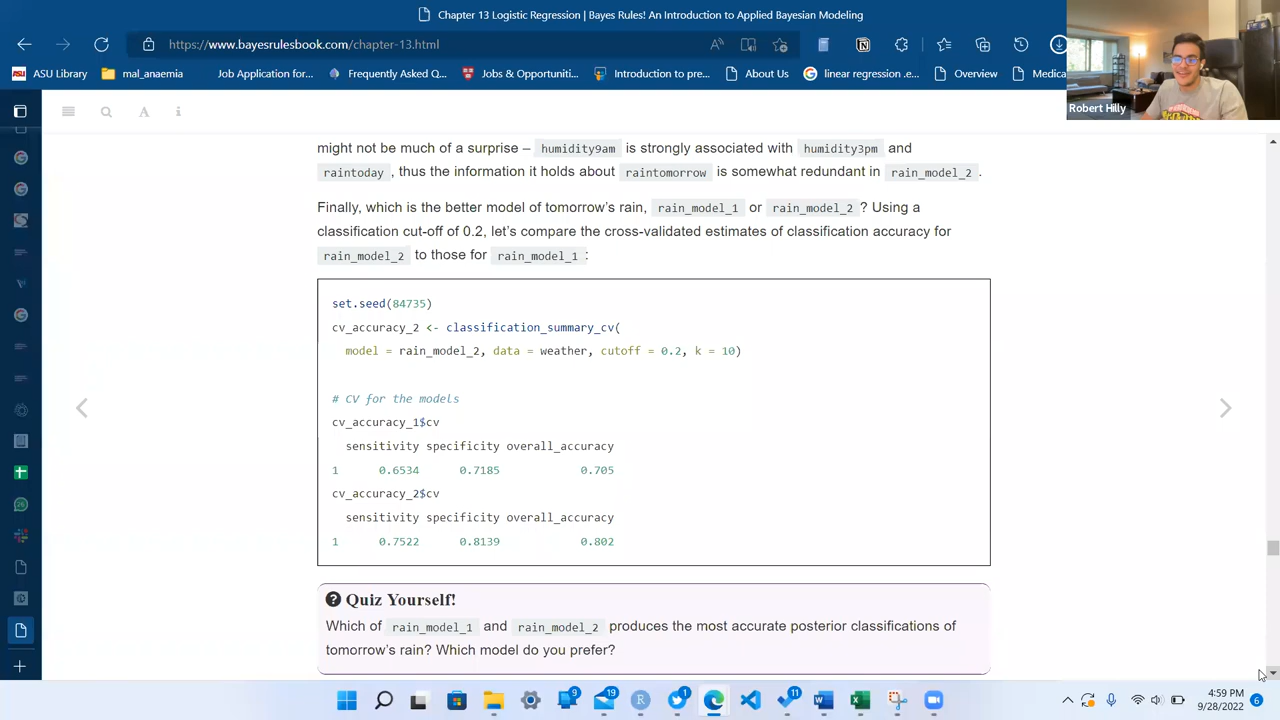 Chapter 13 Logistic Regression | Bayes Rules! An Introduction to Applied Bayesian Modeling
https://www.bayesrulesbook.com/chapter-13.html
ASU ASU Library
mal_anaemia
Job Application for...
Frequently Asked Q...
Jobs & Opportuniti...
Introduction to pre...
About Us
linear regression .e...
Overview
Medica
Robert Hilly
might not be much of a surprise – humidity9am is strongly associated with humidity3pm and
raintoday , thus the information it holds about raintomorrow is somewhat redundant in rain_model_2 .
Finally, which is the better model of tomorrow's rain, rain_model_1 or rain_model_2 ? Using a
classification cut-off of 0.2, let's compare the cross-validated estimates of classification accuracy for
rain_model_2 to those for rain_model_1 :
set.seed(84735)
cv_accuracy_2 <- classification_summary_cv(
model = rain_model_2, data = weather, cutoff = 0.2, k = 10)
# CV for the models
cv_accuracy_1$cv
sensitivity specificity overall_accuracy
1 0.6534 0.7185 0.705
cv_accuracy_2$cv
sensitivity specificity overall_accuracy
1 0.7522 0.8139 0.802
Quiz Yourself!
Which of rain_model_1 and rain_model_2 produces the most accurate posterior classifications of
tomorrow's rain? Which model do you prefer?
9
19
1
11
4:59 PM
9/28/2022
6